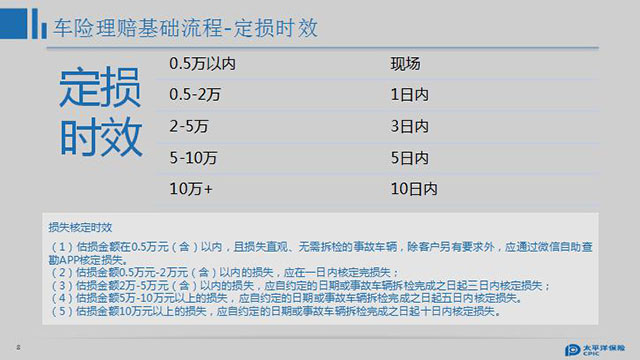 车险理赔基础流程-定损时效
定损
时效
0.5万以内 现场
0.5-2万 1日内
2-5万 3日内
5-10万 5日内
10万+ 10日内
损失核定时效
（1）估损金额在0.5万元（含）以内，且损失直观、无需拆检的事故车辆，除客户另有要求外，应通过微信自助查
勘APP核定损失。
（2）估损金额0.5万元-2万元（含）以内的损失，应在一日内核定完损失；
（3）估损金额2万-5万元（含）以内的损失，应自约定的日期或事故车辆拆检完成之日起三日内核定损失；
（4）估损金额5万-10万元以上的损失，应自约定的日期或事故车辆拆检完成之日起五日内核定损失。
（5）估损金额10万元以上的损失，应自约定的日期或事故车辆拆检完成之日起十日内核定损失。
8
太平洋保险
CPIC